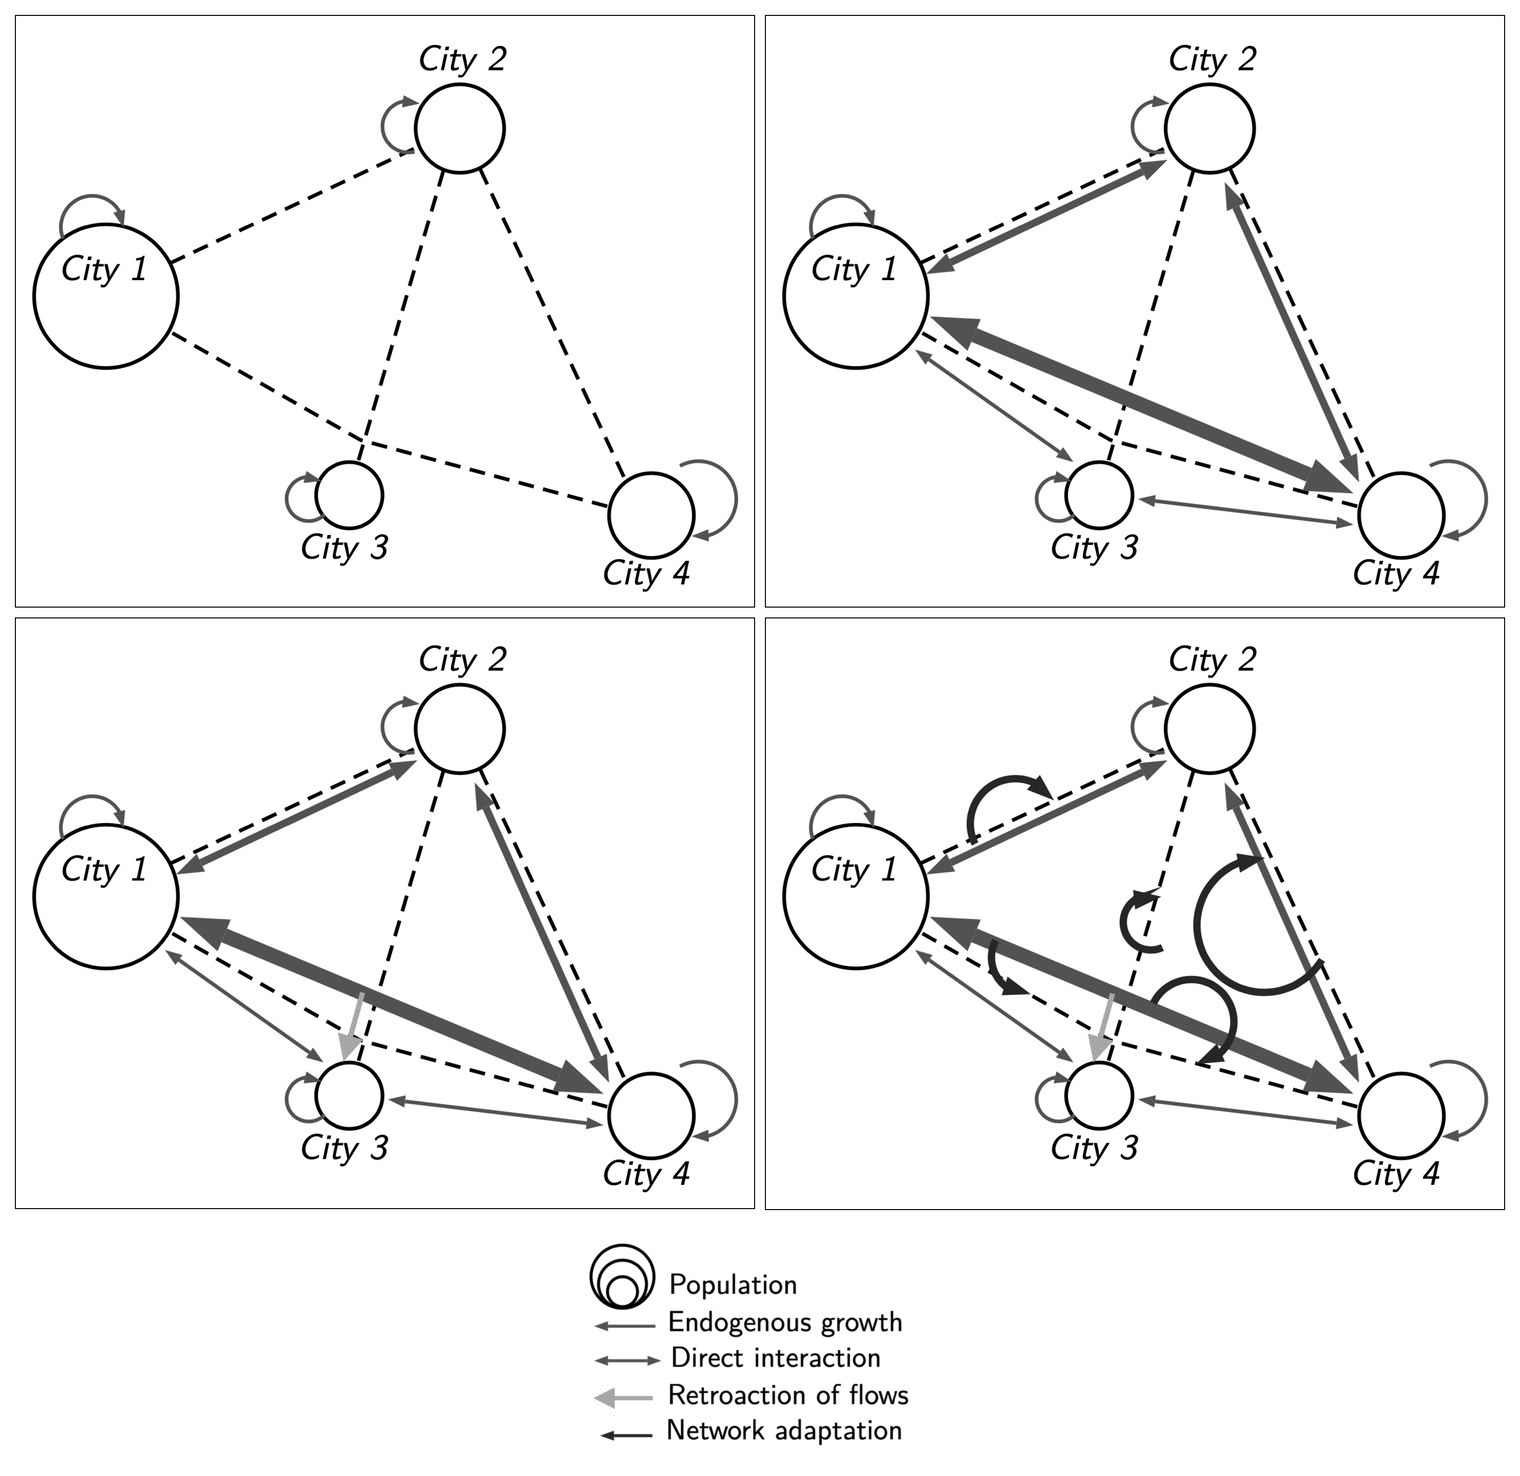 City 2
City 1
City 3
City 4
City 2
City 1
City 3
City 4
City 2
City 1
City 3
City 4
City 2
City 1
City 3
City 4
Population
Endogenous growth
Direct interaction
Retroaction of flows
Network adaptation